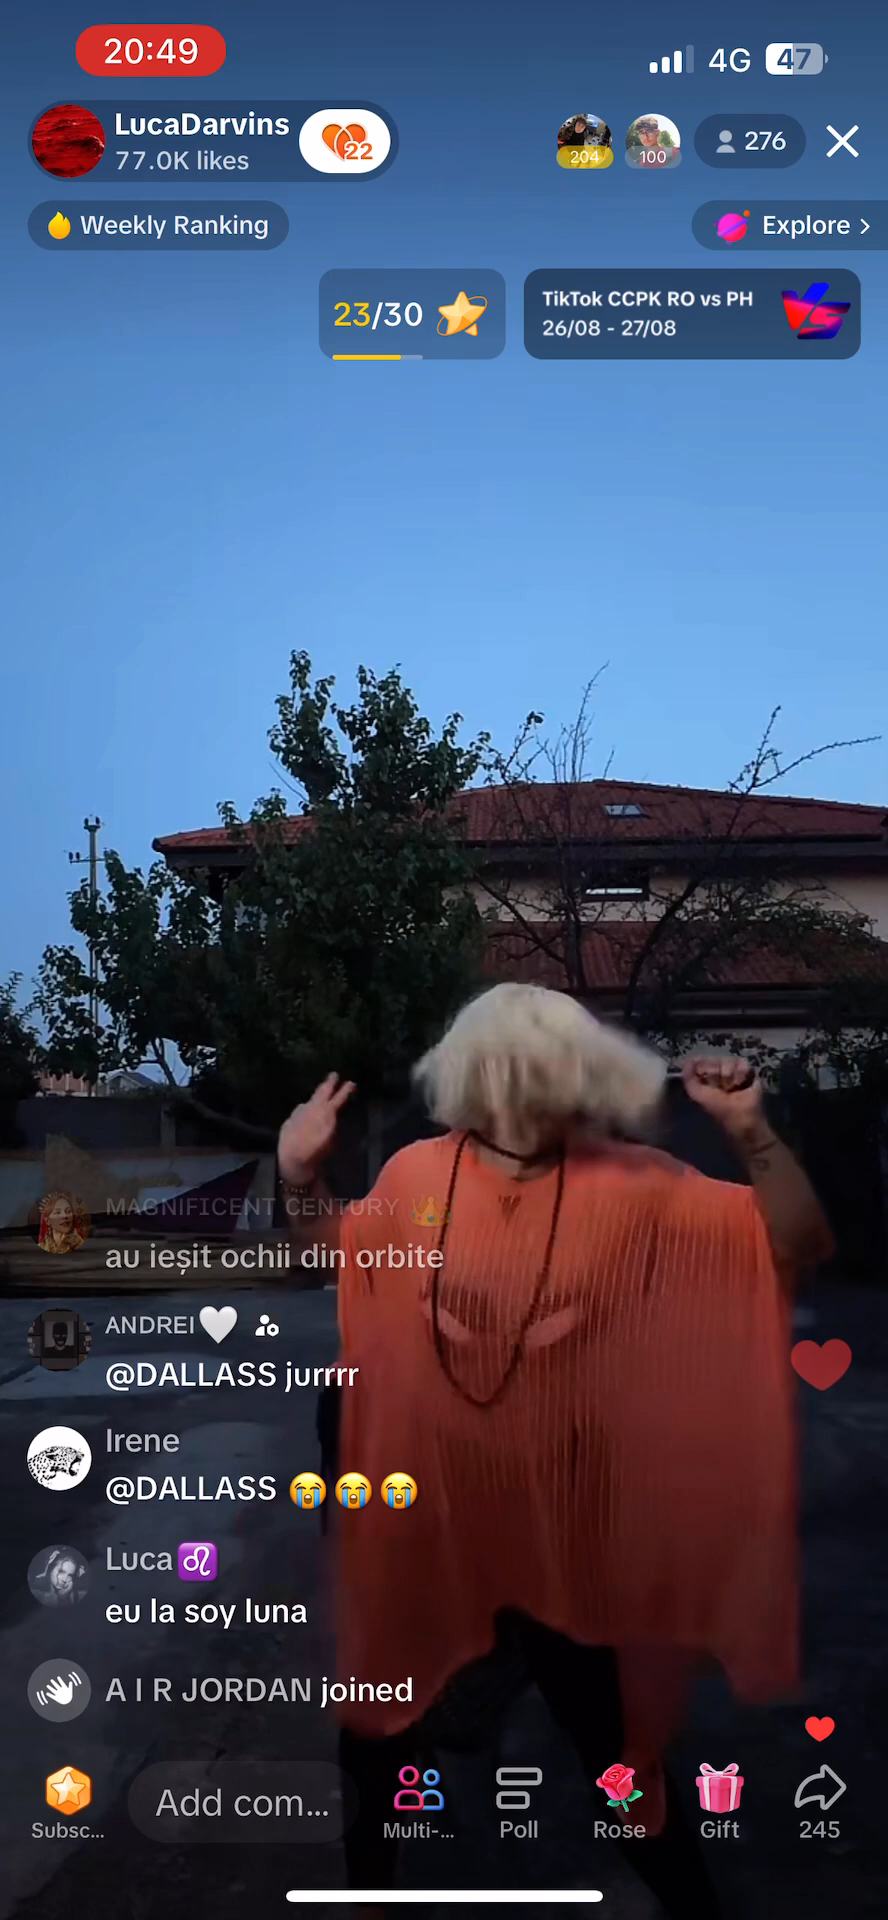 20:49
4G 47
LucaDarvins
77.0K likes
22
204
100
276
Weekly Ranking
Explore
23/30
TikTok CCPK RO vs PH
26/08 - 27/08
VS
MAGNIFICENT CENTURY
au ieșit ochii din orbite
ANDREI
@DALLASS jurrrr
Irene
@DALLASS
Luca
eu la soy luna
A I R JORDAN joined
Add com...
Subsc...
Multi-...
Poll
Rose
Gift
245